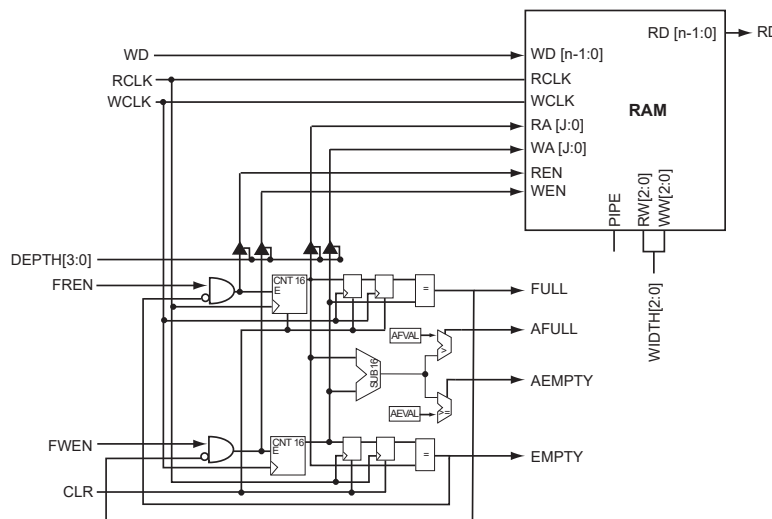 RD [n-1:0]
RD
WD
WD [n-1:0]
RCLK
RCLK
WCLK
WCLK
RAM
RA [J:0]
WA [J:0]
REN
WEN
PIPE
RW[2:0]
WW[2:0]
DEPTH[3:0]
FREN
CNT 16
E
=
FULL
WIDTH[2:0]
AFVAL
>
AFULL
SUB 16
AEMPTY
AEVAL
>=
FWEN
CNT 16
E
=
EMPTY
CLR